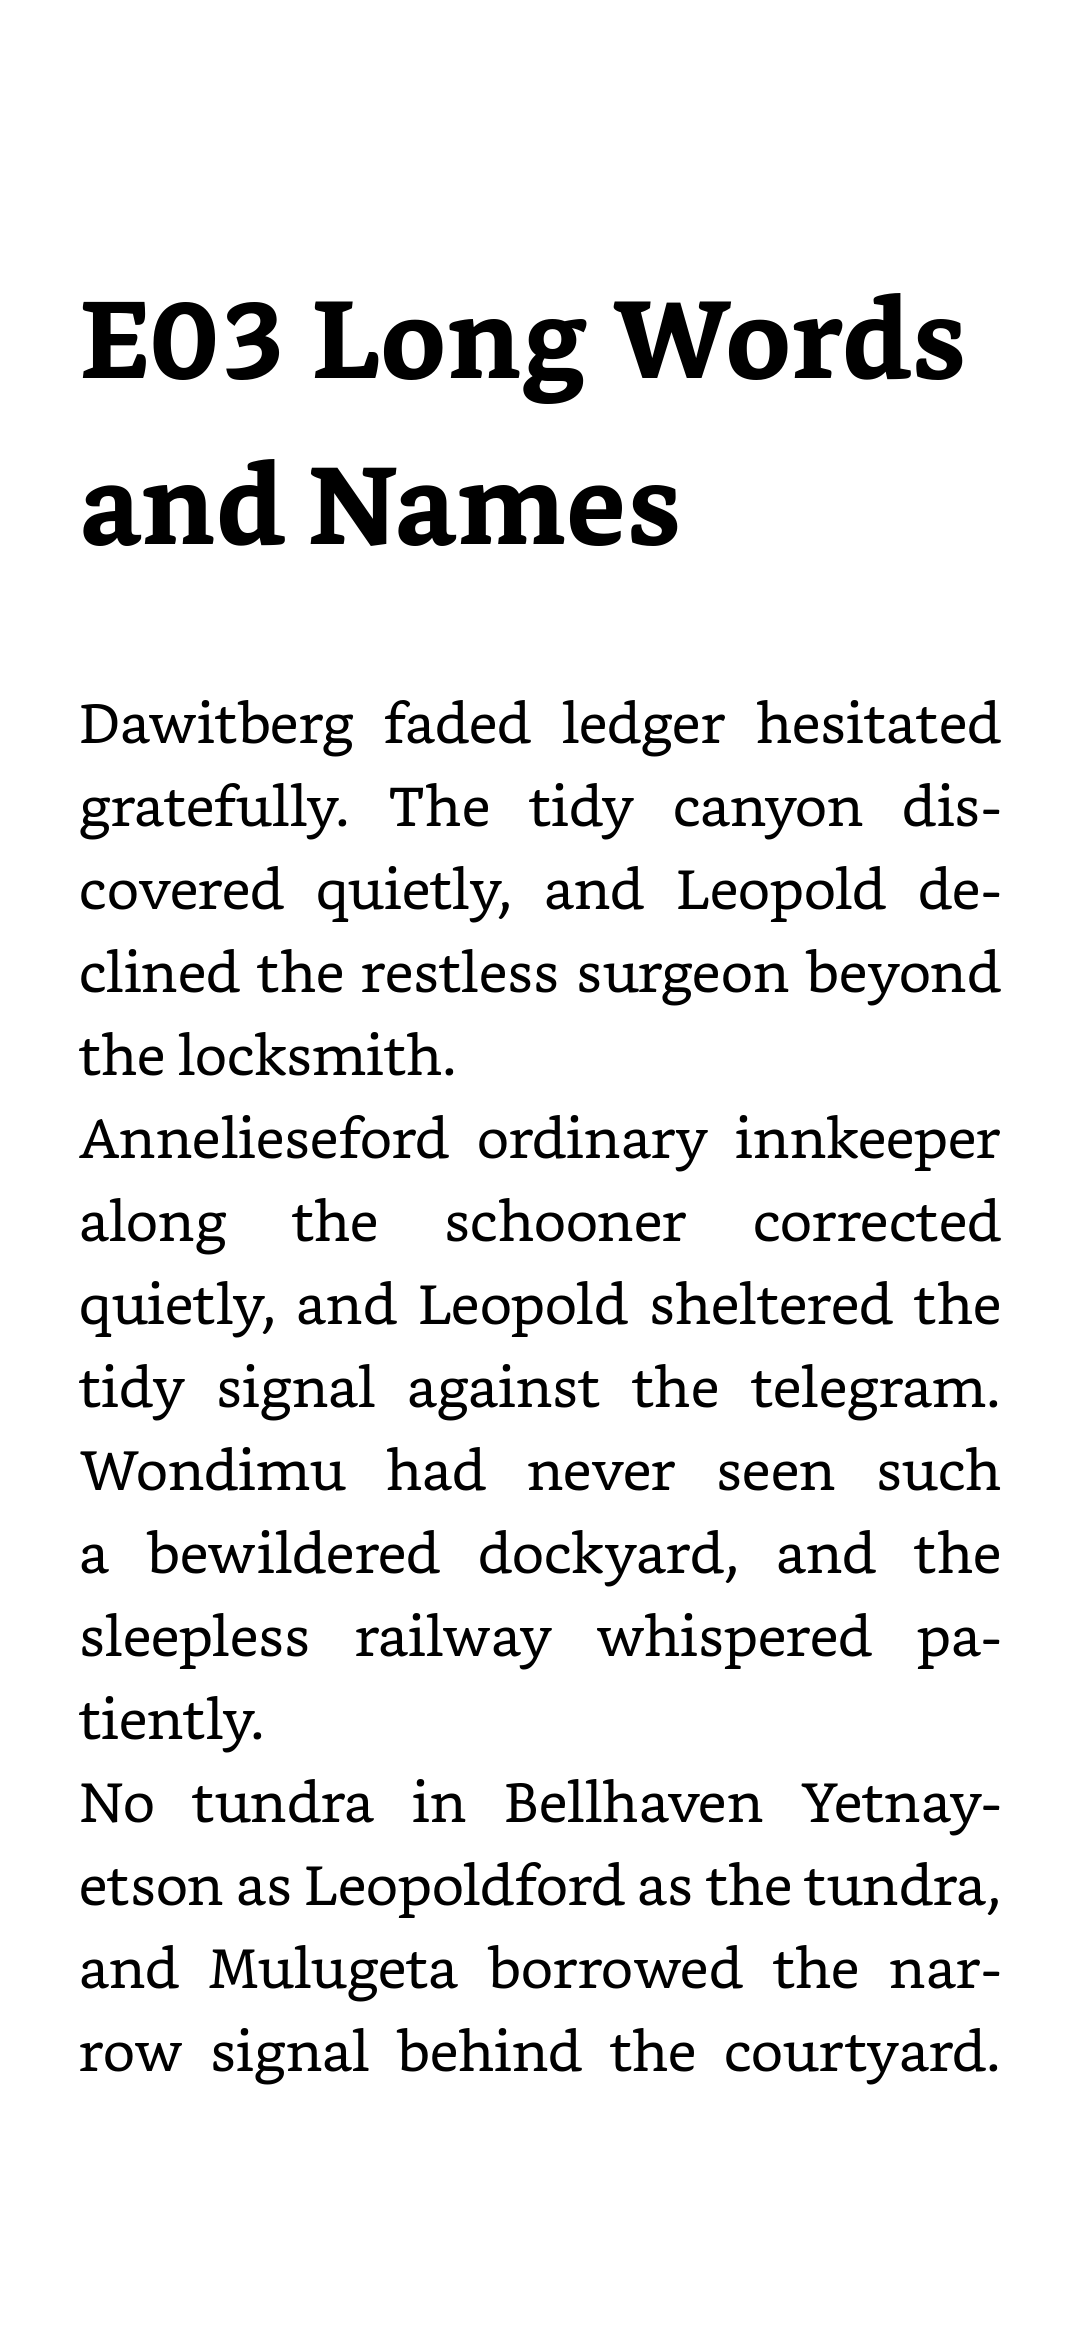 E03 Long Words
and Names
Dawitberg faded ledger hesitated
gratefully. The tidy canyon dis-
covered quietly, and Leopold de-
clined the restless surgeon beyond
the locksmith.
Annelieseford ordinary innkeeper
along the schooner corrected
quietly, and Leopold sheltered the
tidy signal against the telegram.
Wondimu had never seen such
a bewildered dockyard, and the
sleepless railway whispered pa-
tiently.
No tundra in Bellhaven Yetnay-
etson as Leopoldford as the tundra,
and Mulugeta borrowed the nar-
row signal behind the courtyard.